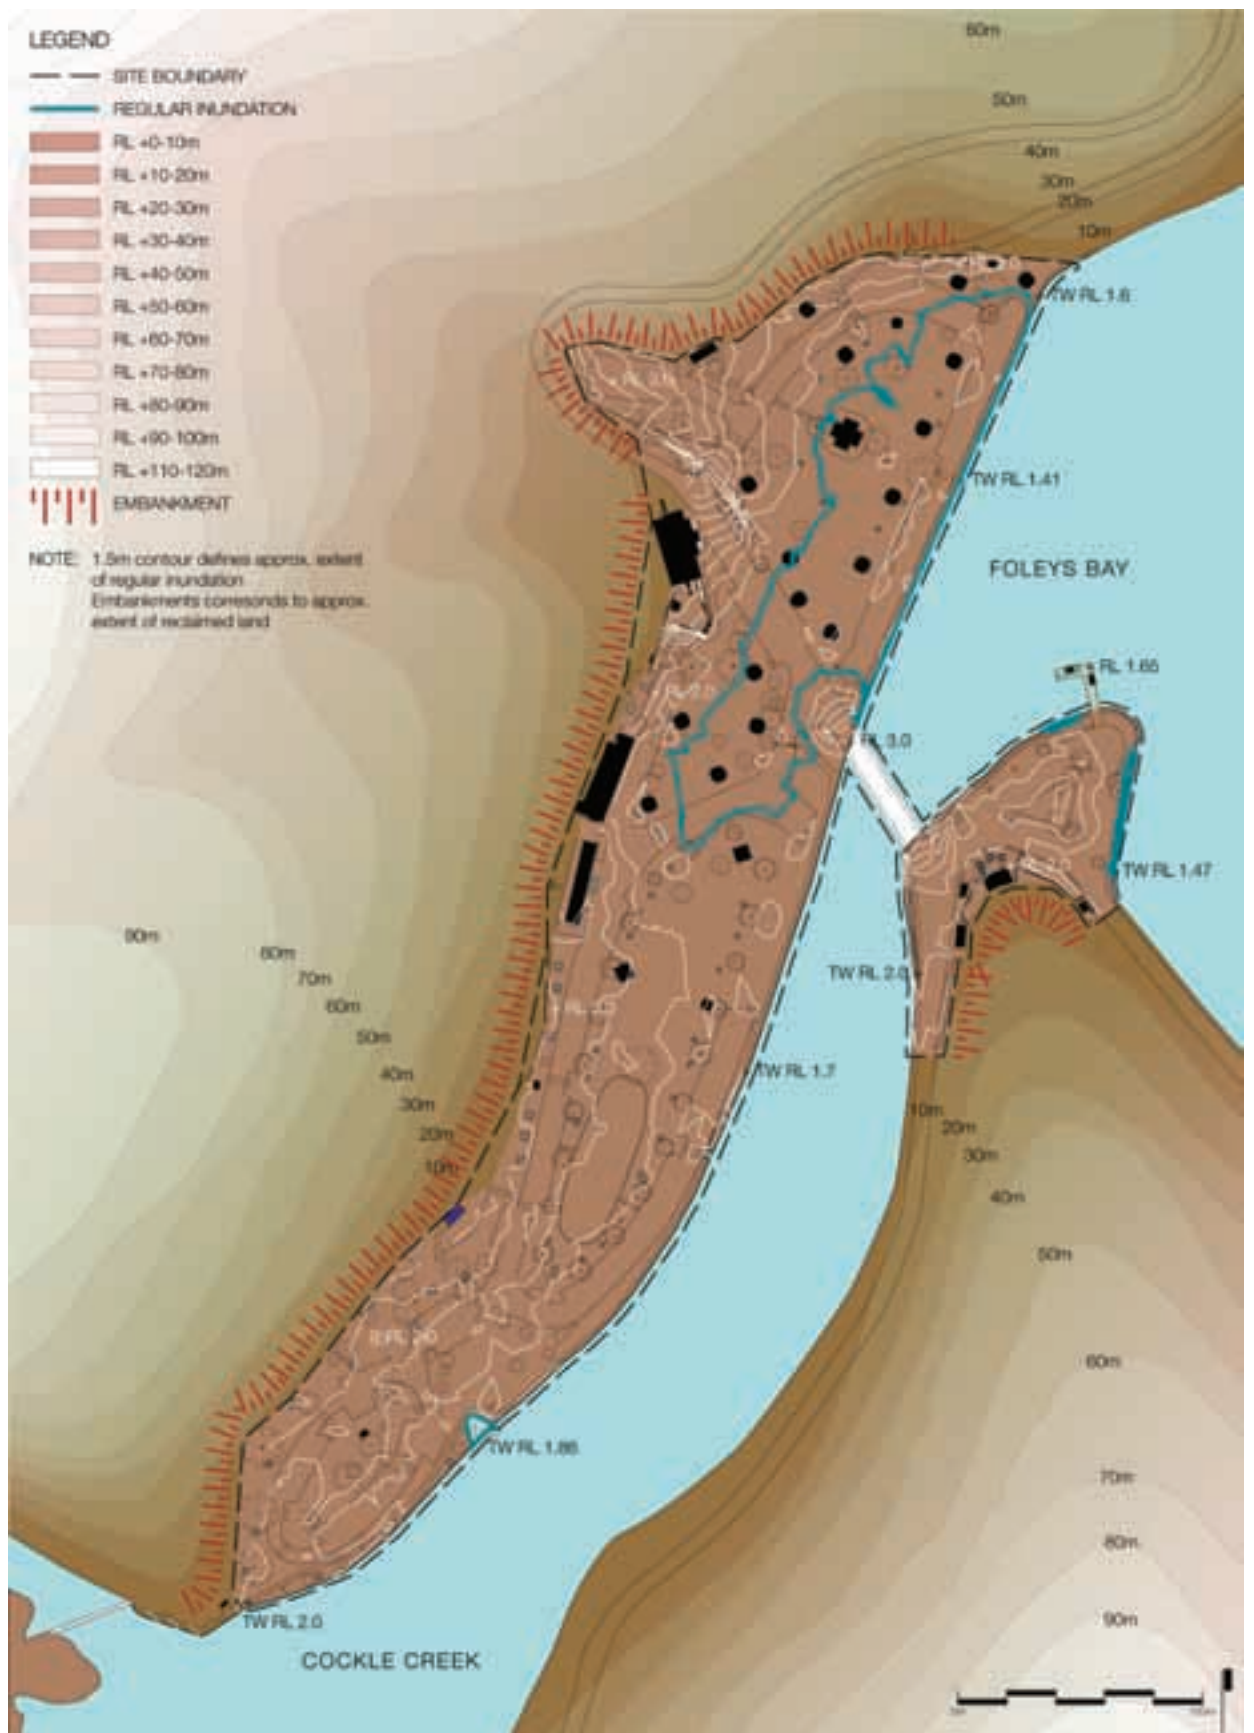 LEGEND
SITE BOUNDARY
REGULAR INUNDATION
RL +0-10m
RL +10-20m
RL +20-30m
RL +30-40m
RL +40-50m
RL +50-60m
RL +60-70m
RL +70-80m
RL +80-90m
RL +90-100m
RL +110-120m
EMBANKMENT
NOTE: 1.5m contour defines approx. extent
of regular inundation
Embankments corresonds to approx.
extent of reclaimed land
60m
50m
40m
30m
20m
10m
TW RL 1.6
TW RL 1.41
FOLEYS BAY
RL 1.65
RL 3.0
TW RL 1.47
TW RL 2.0
TW RL 1.7
90m
80m
70m
60m
50m
40m
30m
20m
10m
10m
20m
30m
40m
50m
60m
70m
80m
90m
TW RL 1.86
TW RL 2.0
COCKLE CREEK